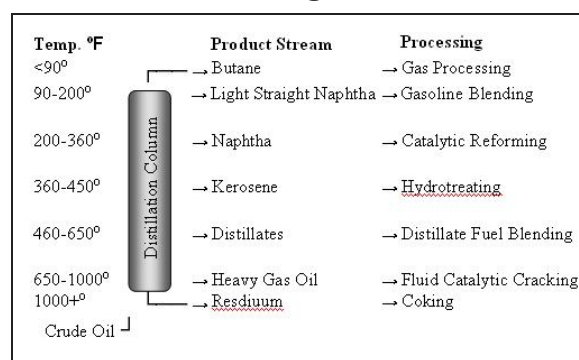 Temp. ºF Product Stream Processing
<90º → Butane → Gas Processing
90-200º → Light Straight Naphtha → Gasoline Blending
200-360º → Naphtha → Catalytic Reforming
360-450º → Kerosene → Hydrotreating
460-650º → Distillates → Distillate Fuel Blending
650-1000º → Heavy Gas Oil → Fluid Catalytic Cracking
1000+º → Resdiuum → Coking
Distillation Column
Crude Oil